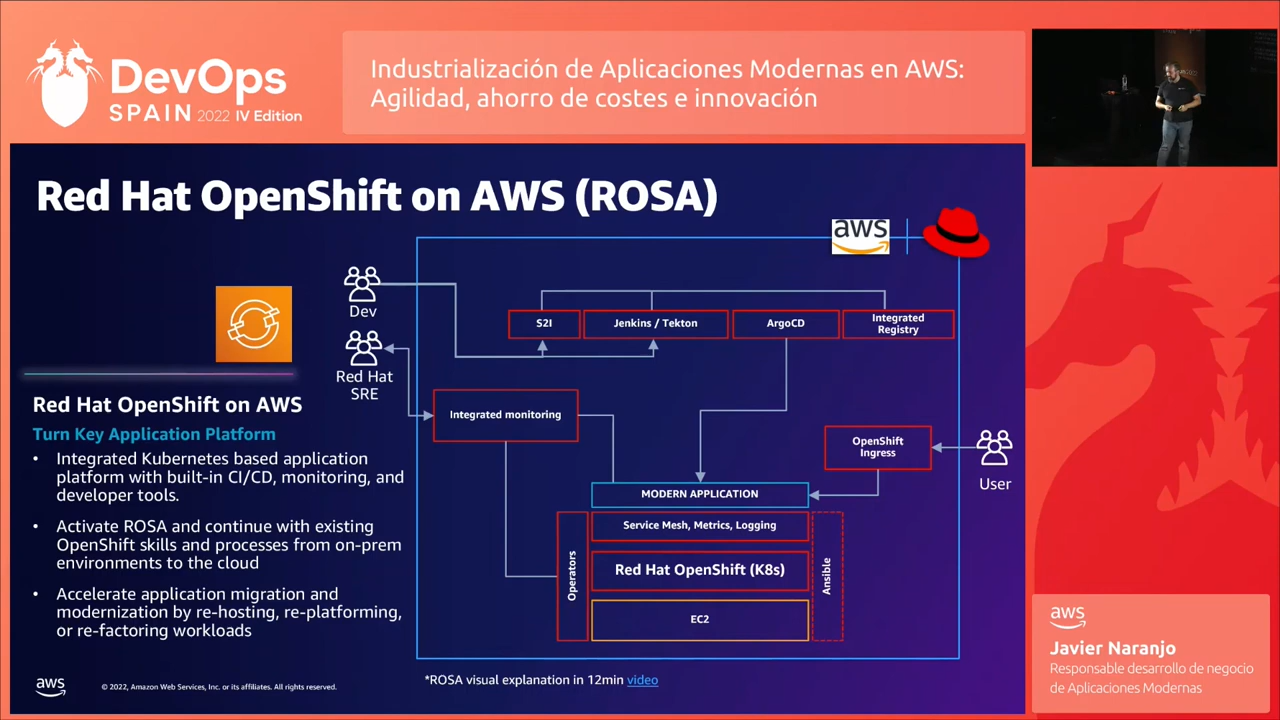 DevOps
SPAIN 2022 IV Edition
Industrialización de Aplicaciones Modernas en AWS:
Agilidad, ahorro de costes e innovación
Red Hat OpenShift on AWS (ROSA)
aws
Dev
Red Hat
SRE
S2I
Jenkins / Tekton
ArgoCD
Integrated
Registry
Integrated monitoring
OpenShift
Ingress
User
MODERN APPLICATION
Service Mesh, Metrics, Logging
Operators
Red Hat OpenShift (K8s)
Ansible
EC2
Red Hat OpenShift on AWS
Turn Key Application Platform
• Integrated Kubernetes based application
platform with built-in CI/CD, monitoring, and
developer tools.
• Activate ROSA and continue with existing
OpenShift skills and processes from on-prem
environments to the cloud
• Accelerate application migration and
modernization by re-hosting, re-platforming,
or re-factoring workloads
aws
© 2022, Amazon Web Services, Inc. or its affiliates. All rights reserved.
*ROSA visual explanation in 12min video
aws
Javier Naranjo
Responsable desarrollo de negocio
de Aplicaciones Modernas